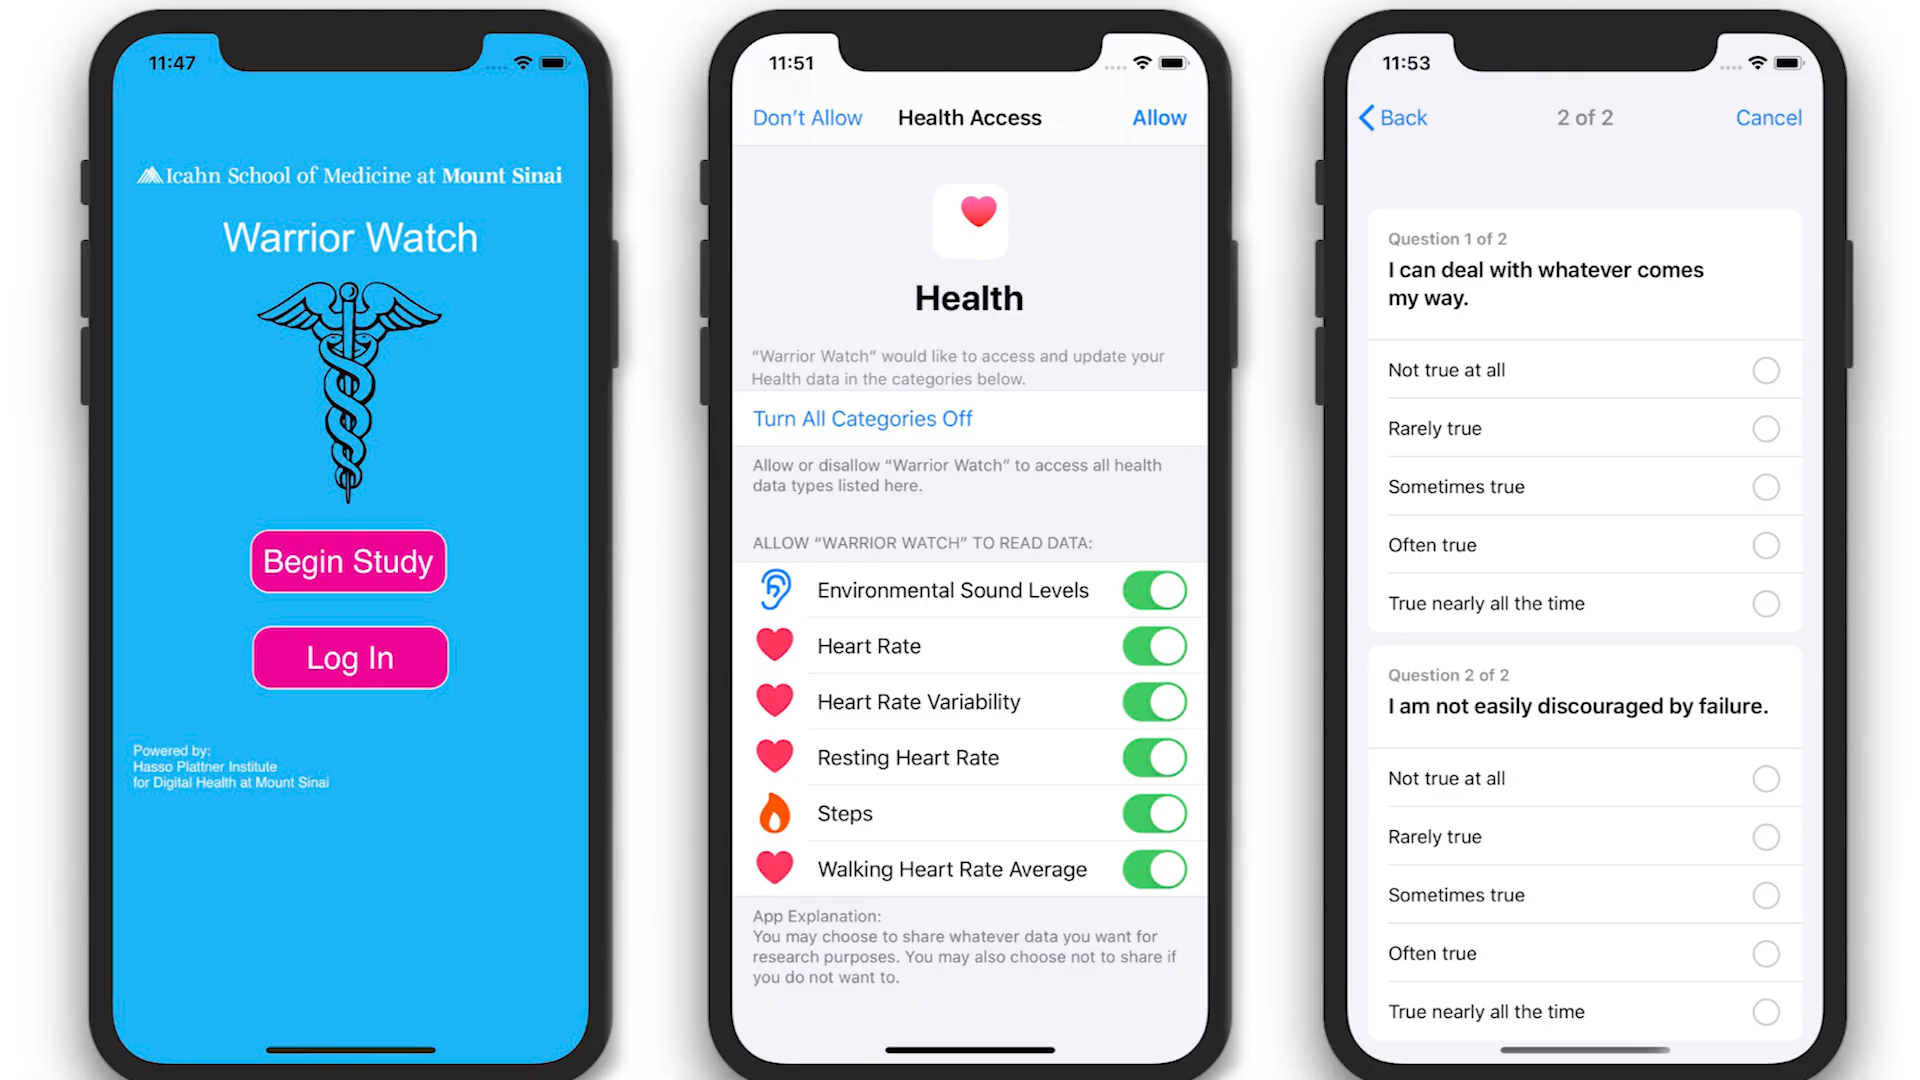 11:47
Icahn School of Medicine at Mount Sinai
Warrior Watch
Begin Study
Log In
Powered by:
Hasso Plattner Institute
for Digital Health at Mount Sinai
11:51
Don’t Allow
Health Access
Allow
Health
“Warrior Watch” would like to access and update your
Health data in the categories below.
Turn All Categories Off
Allow or disallow “Warrior Watch” to access all health
data types listed here.
ALLOW “WARRIOR WATCH” TO READ DATA:
Environmental Sound Levels
Heart Rate
Heart Rate Variability
Resting Heart Rate
Steps
Walking Heart Rate Average
App Explanation:
You may choose to share whatever data you want for
research purposes. You may also choose not to share if
you do not want to.
11:53
Back
2 of 2
Cancel
Question 1 of 2
I can deal with whatever comes
my way.
Not true at all
Rarely true
Sometimes true
Often true
True nearly all the time
Question 2 of 2
I am not easily discouraged by failure.
Not true at all
Rarely true
Sometimes true
Often true
True nearly all the time